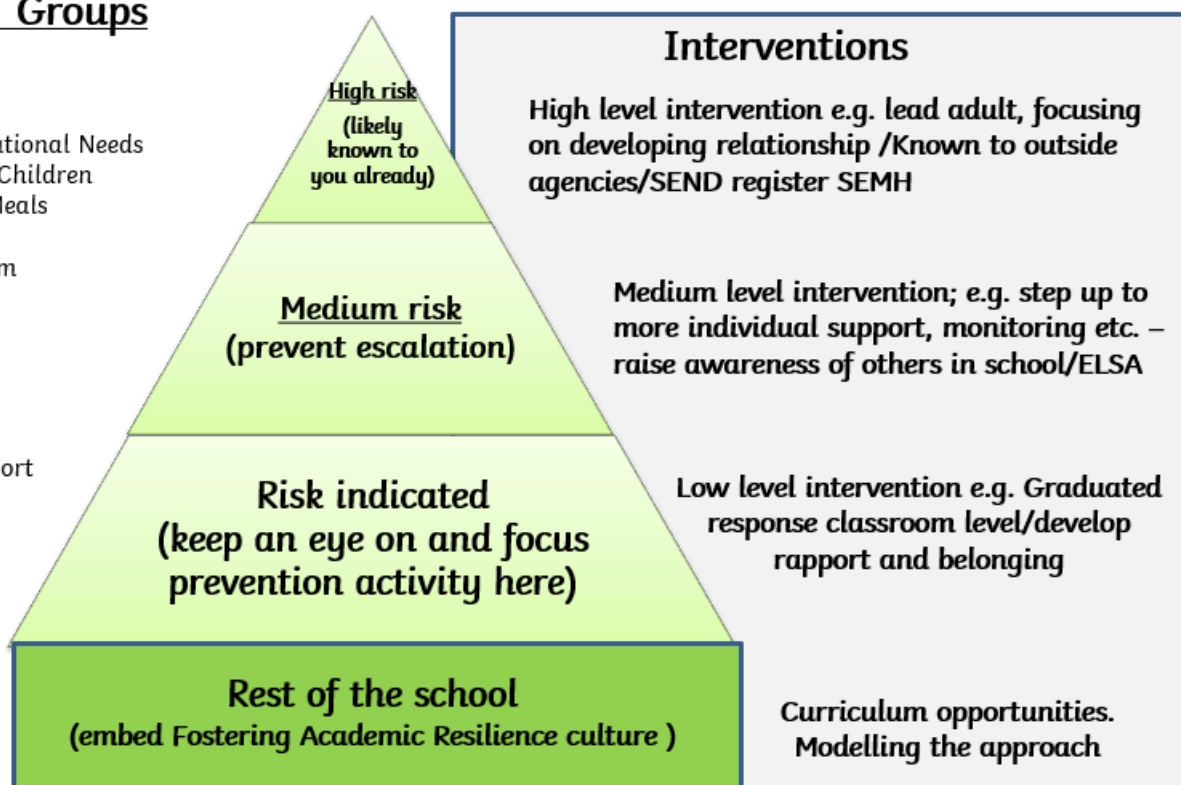 Groups
Needs
Children
High risk
(likely
known to
you already)
Medium risk
(prevent escalation)
Risk indicated
(keep an eye on and focus
prevention activity here)
Rest of the school
(embed Fostering Academic Resilience culture )
Interventions
High level intervention e.g. lead adult, focusing
on developing relationship /Known to outside
agencies/SEND register SEMH
Medium level intervention; e.g. step up to
more individual support, monitoring etc. –
raise awareness of others in school/ELSA
Low level intervention e.g. Graduated
response classroom level/develop
rapport and belonging
Curriculum opportunities.
Modelling the approach